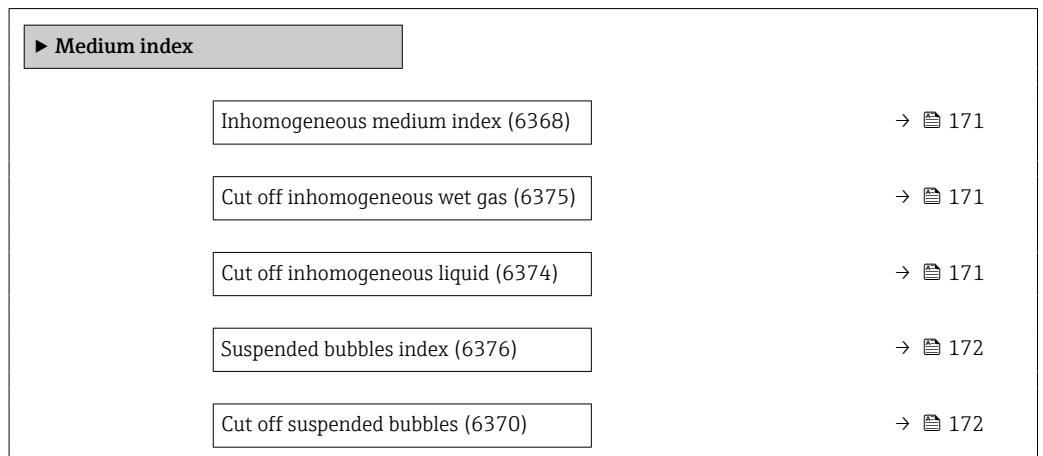 ▶ Medium index
Inhomogeneous medium index (6368) → 171
Cut off inhomogeneous wet gas (6375) → 171
Cut off inhomogeneous liquid (6374) → 171
Suspended bubbles index (6376) → 172
Cut off suspended bubbles (6370) → 172